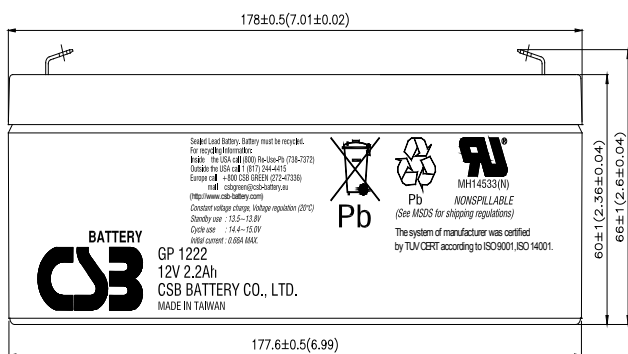 178±0.5(7.01±0.02)
Sealed Lead Battery. Battery must be recycled.
For recycling information:
Inside the USA call (800) Re-Use-Pb (738-7372)
Outside the USA call 1 (817) 244-4415
Europe call +800 CSB GREEN (272-47336)
mail csbgreen@csb-battery.eu
(http://www.csb-battery.com)
Constant voltage charge, Voltage regulation (20°C)
Standby use : 13.5~13.8V
Cycle use : 14.4~15.0V
Initial current : 0.66A MAX.
Pb
Pb
RU®
MH14533(N)
NONSPILLABLE
(See MSDS for shipping regulations)
The system of manufacturer was certified
by TUV CERT according to ISO9001,ISO 14001.
BATTERY
CSB
GP 1222
12V 2.2Ah
CSB BATTERY CO., LTD.
MADE IN TAIWAN
60±1(2.36±0.04)
66±1(2.6±0.04)
177.6±0.5(6.99)